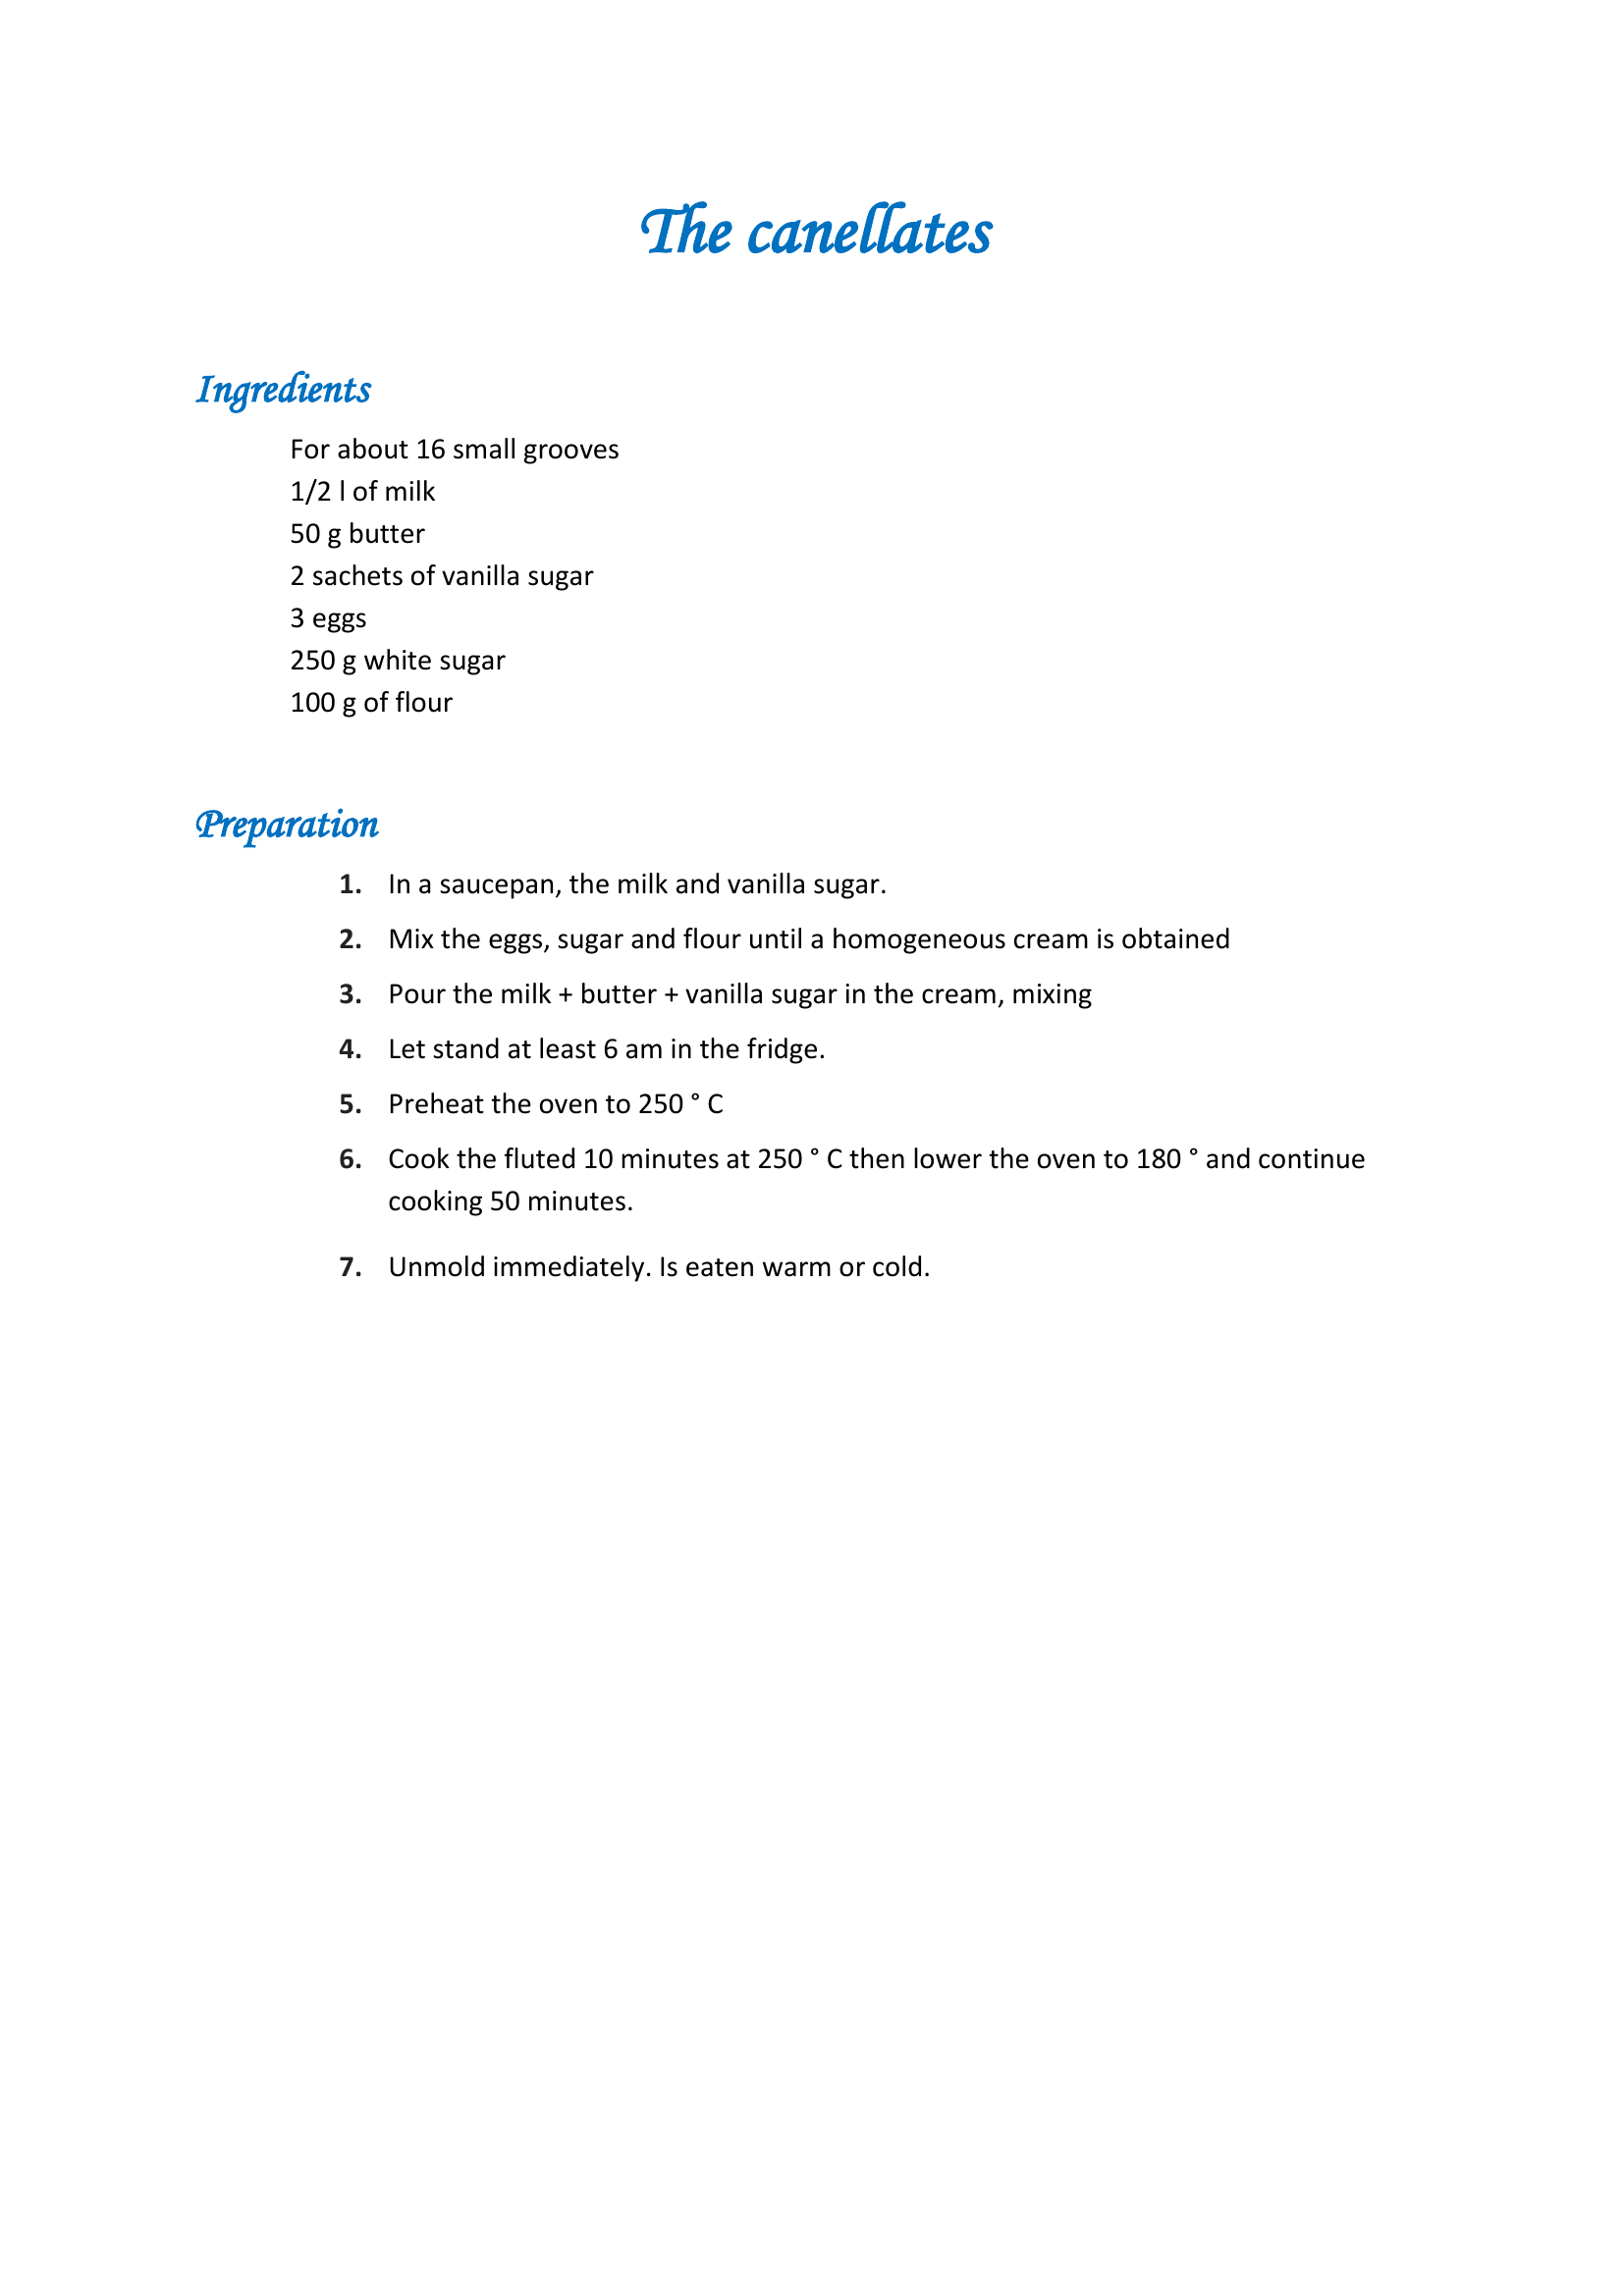 The canellates
Ingredients
For about 16 small grooves
1/2 l of milk
50 g butter
2 sachets of vanilla sugar
3 eggs
250 g white sugar
100 g of flour
Preparation
1. In a saucepan, the milk and vanilla sugar.
2. Mix the eggs, sugar and flour until a homogeneous cream is obtained
3. Pour the milk + butter + vanilla sugar in the cream, mixing
4. Let stand at least 6 am in the fridge.
5. Preheat the oven to 250 ° C
6. Cook the fluted 10 minutes at 250 ° C then lower the oven to 180 ° and continue
cooking 50 minutes.
7. Unmold immediately. Is eaten warm or cold.